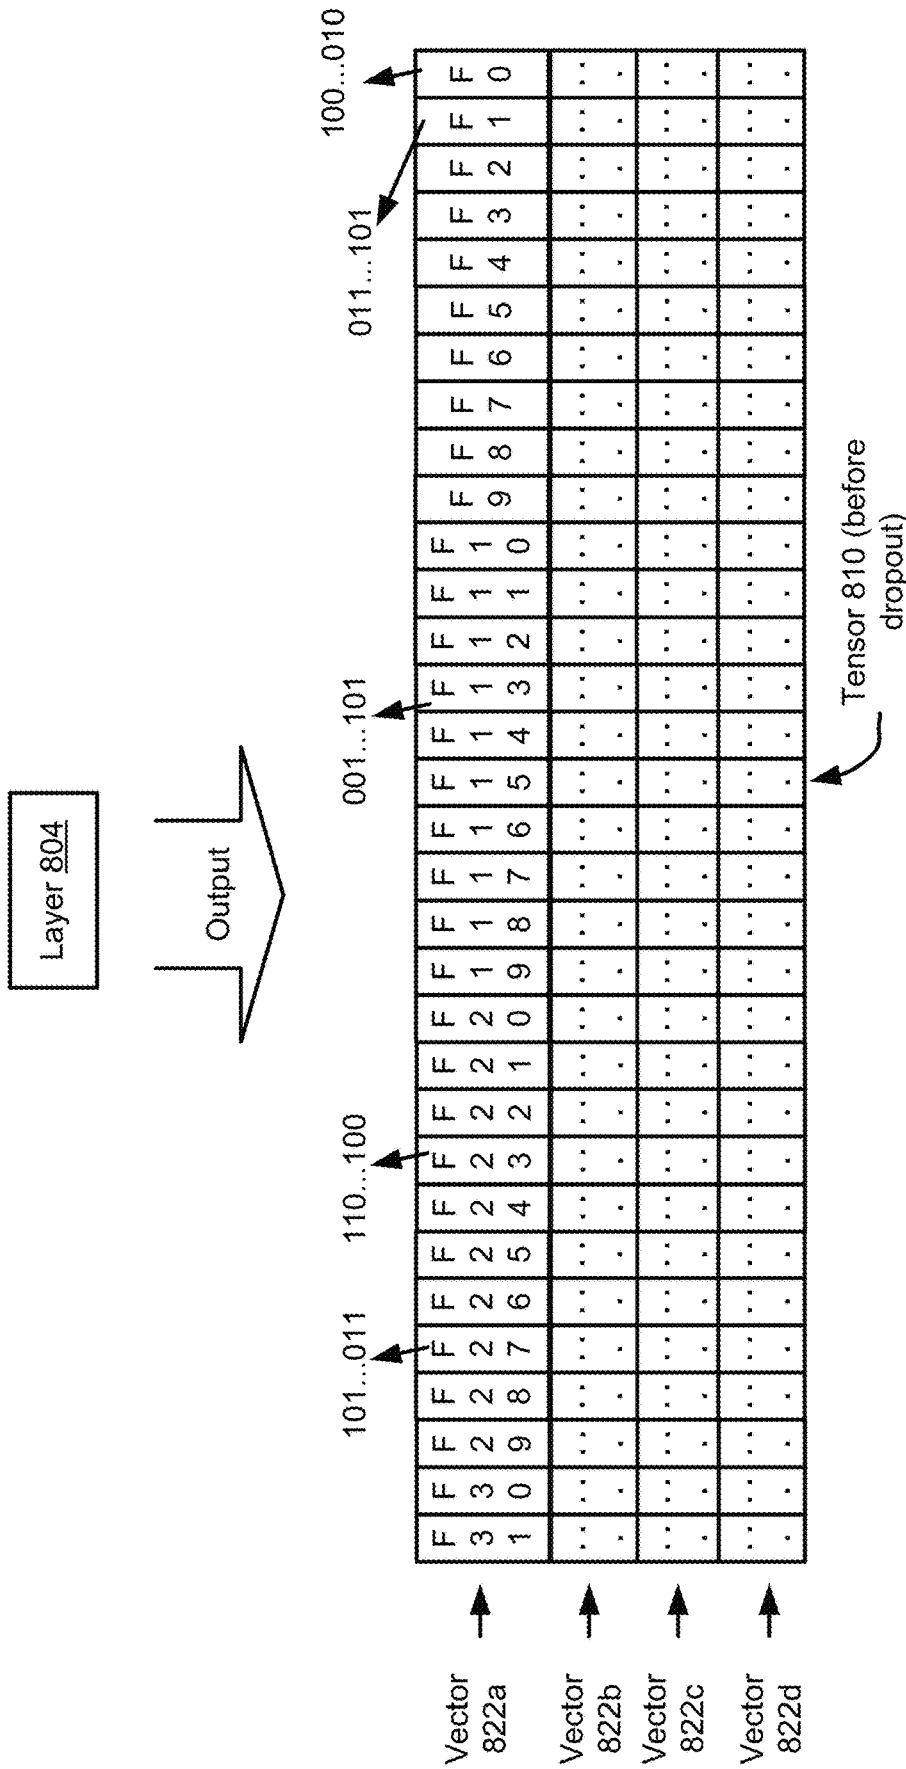 Layer 804
Output
101...011 110...100 001...101 011...101 100...010
Vector 822a
F31 F30 F29 F28 F27 F26 F25 F24 F23 F22 F21 F20 F19 F18 F17 F16 F15 F14 F13 F12 F11 F10 F9 F8 F7 F6 F5 F4 F3 F2 F1 F0
Vector 822b
... ... ... ... ... ... ... ... ... ... ... ... ... ... ... ... ... ... ... ... ... ... ... ... ... ... ... ... ... ... ... ...
Vector 822c
... ... ... ... ... ... ... ... ... ... ... ... ... ... ... ... ... ... ... ... ... ... ... ... ... ... ... ... ... ... ... ...
Vector 822d
... ... ... ... ... ... ... ... ... ... ... ... ... ... ... ... ... ... ... ... ... ... ... ... ... ... ... ... ... ... ... ...
Tensor 810 (before
dropout)